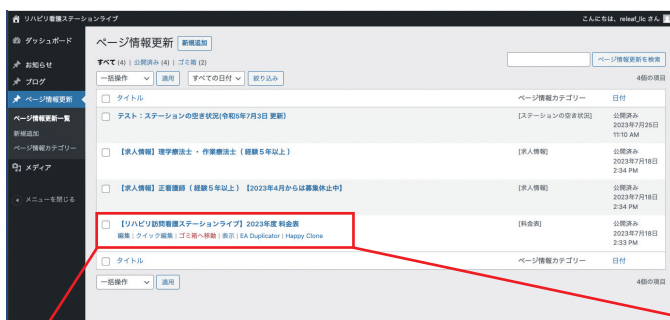 リハビリ看護ステーションライブ
こんにちは、releaf_llc さん
ダッシュボード
お知らせ
ブログ
ページ情報更新
ページ情報更新一覧
新規追加
ページ情報カテゴリー
メディア
メニューを閉じる
ページ情報更新 新規追加
すべて (4) | 公開済み (4) | ゴミ箱 (2)
ページ情報更新を検索
一括操作 適用 すべての日付 絞り込み 4個の項目
タイトル ページ情報カテゴリー 日付
テスト：ステーションの空き状況(令和5年7月3日 更新) [ステーションの空き状況] 公開済み
2023年7月25日
11:10 AM
【求人情報】理学療法士 ・ 作業療法士（ 経験５年以上 ） [求人情報] 公開済み
2023年7月18日
2:34 PM
【求人情報】正看護師（ 経験５年以上）【2023年4月からは募集休止中】 [求人情報] 公開済み
2023年7月18日
2:34 PM
【リハビリ訪問看護ステーションライブ】2023年度 料金表 [料金表] 公開済み
編集 | クイック編集 | ゴミ箱へ移動 | 表示 | EA Duplicator | Happy Clone 2023年7月18日
2:33 PM
タイトル ページ情報カテゴリー 日付
一括操作 適用 4個の項目